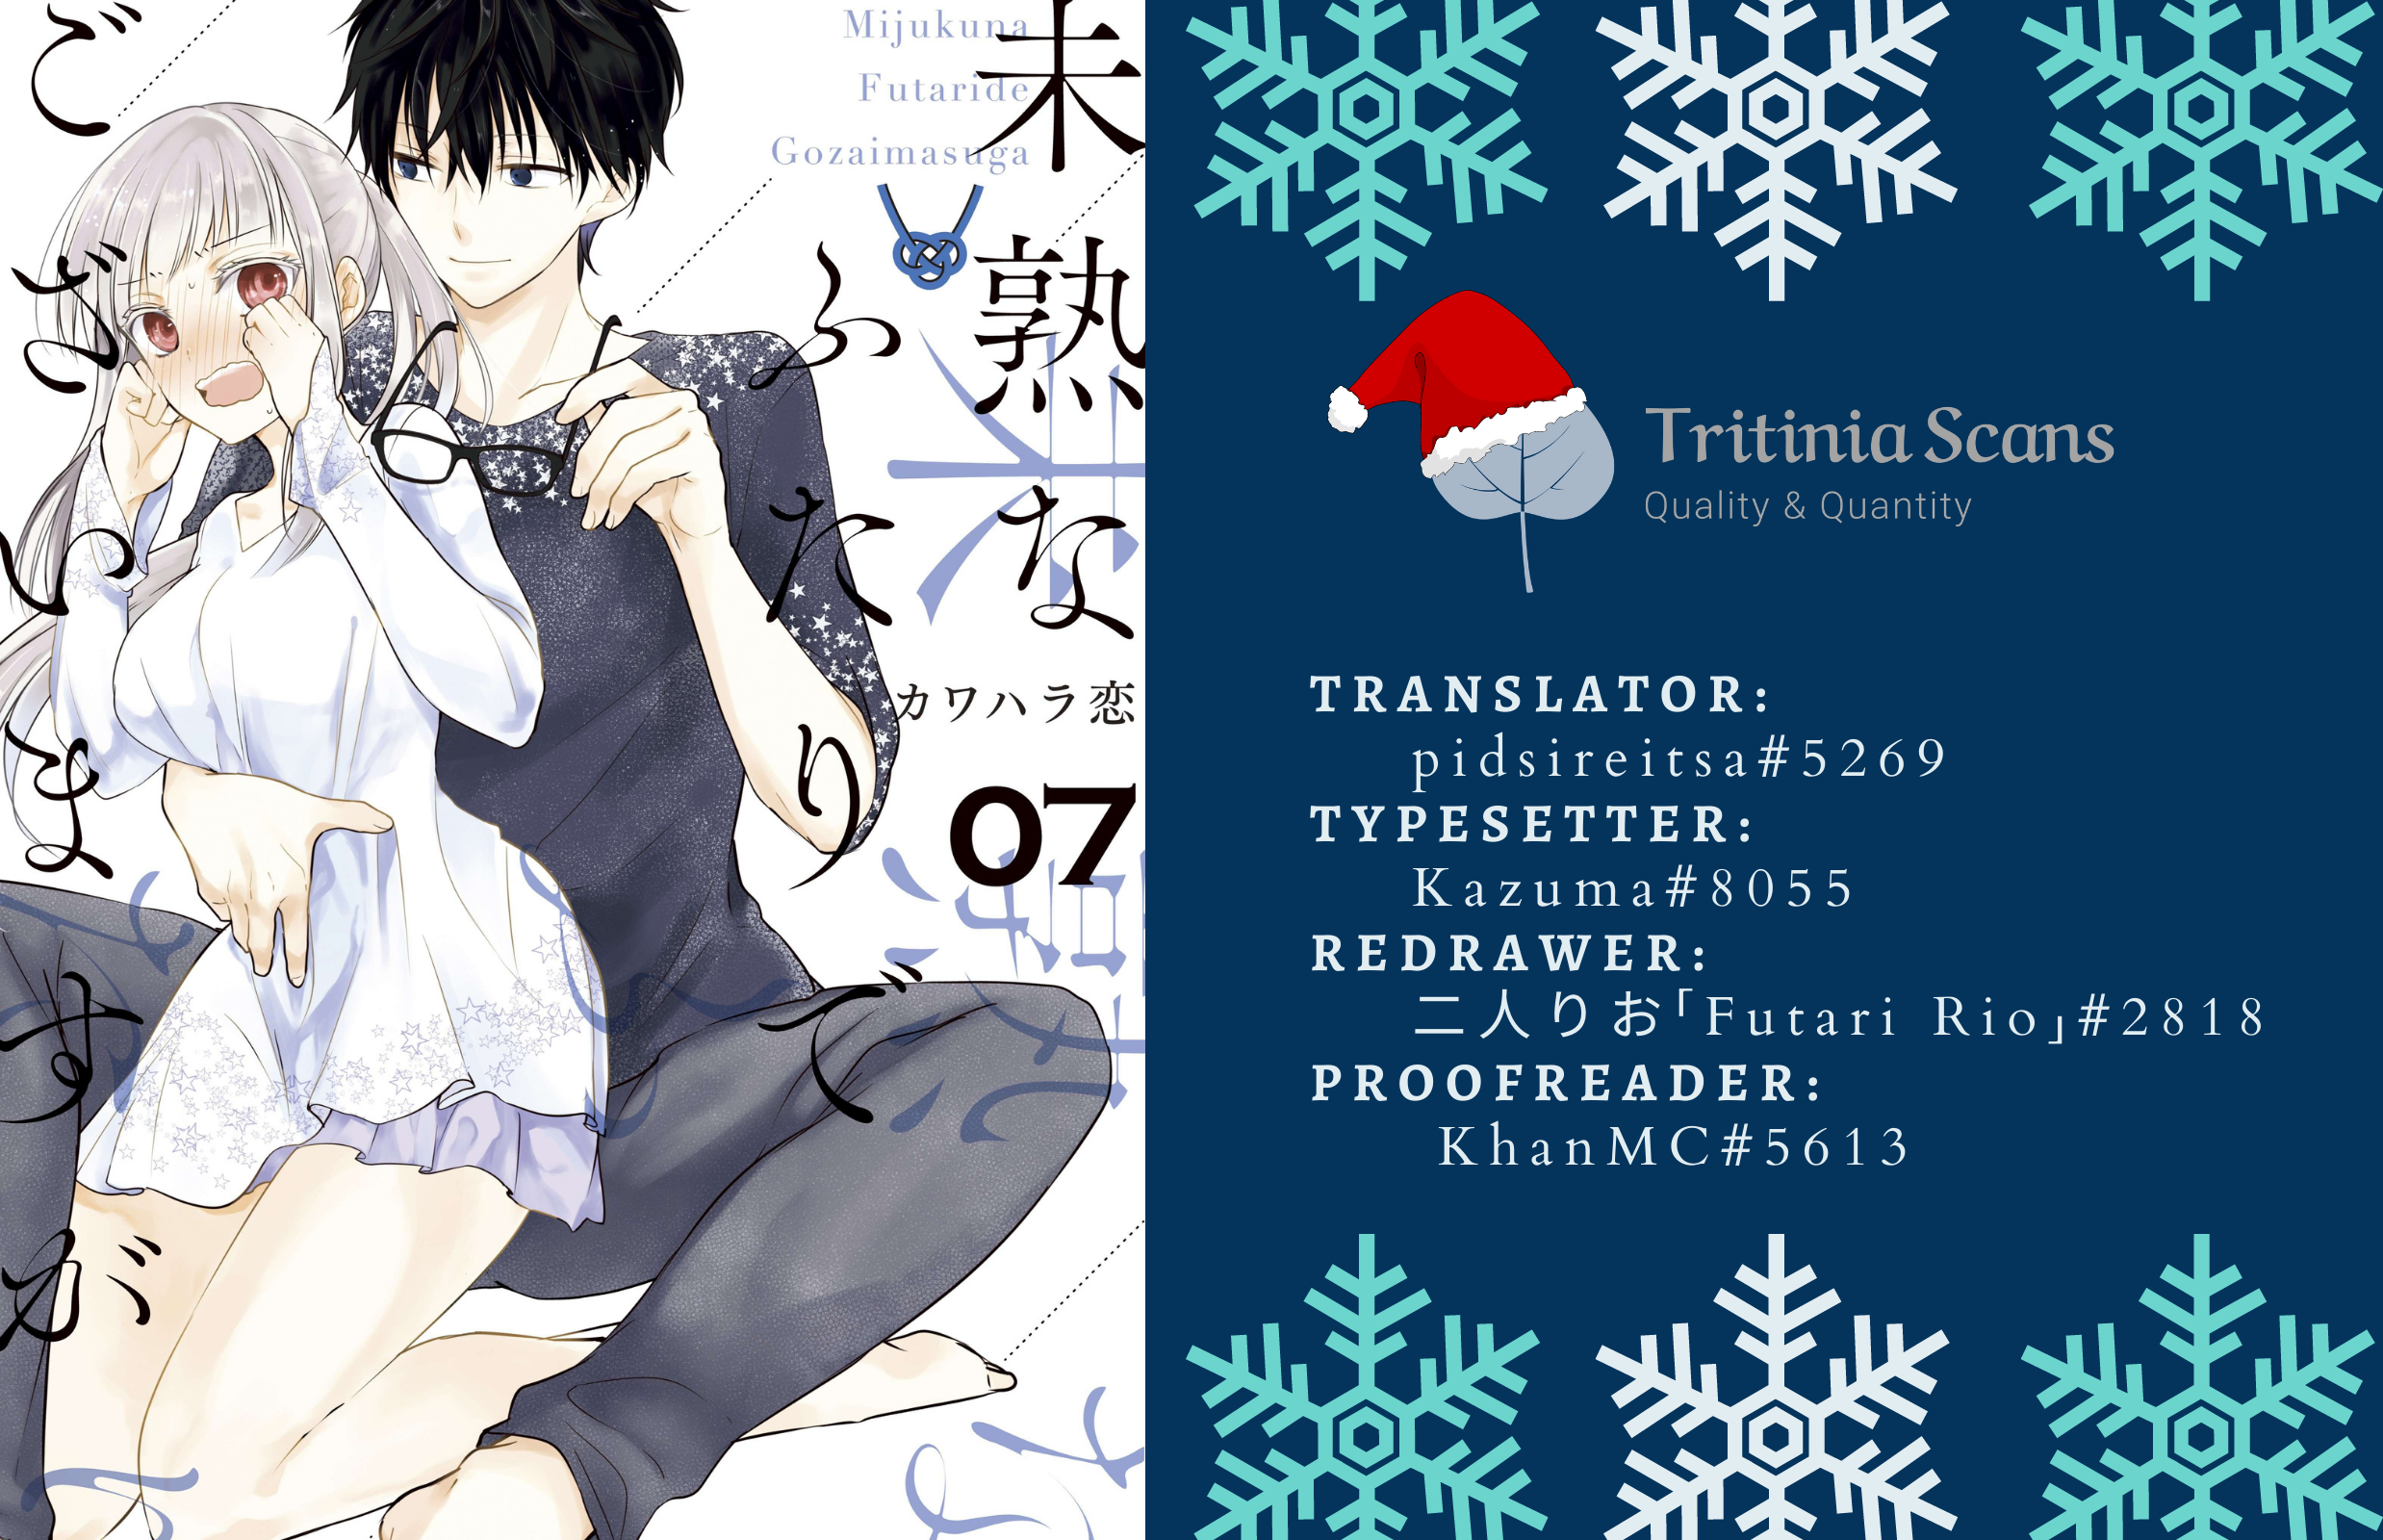 Mijukuna
Futaride
Gozaimasuga
未熟な
ふたりで
ございますが
カワハラ恋
07
Tritinia Scans
Quality & Quantity
TRANSLATOR:
pidsireitsa#5269
TYPESETTER:
Kazuma#8055
REDRAWER:
二人りお「Futari Rio」#2818
PROOFREADER:
KhanMC#5613